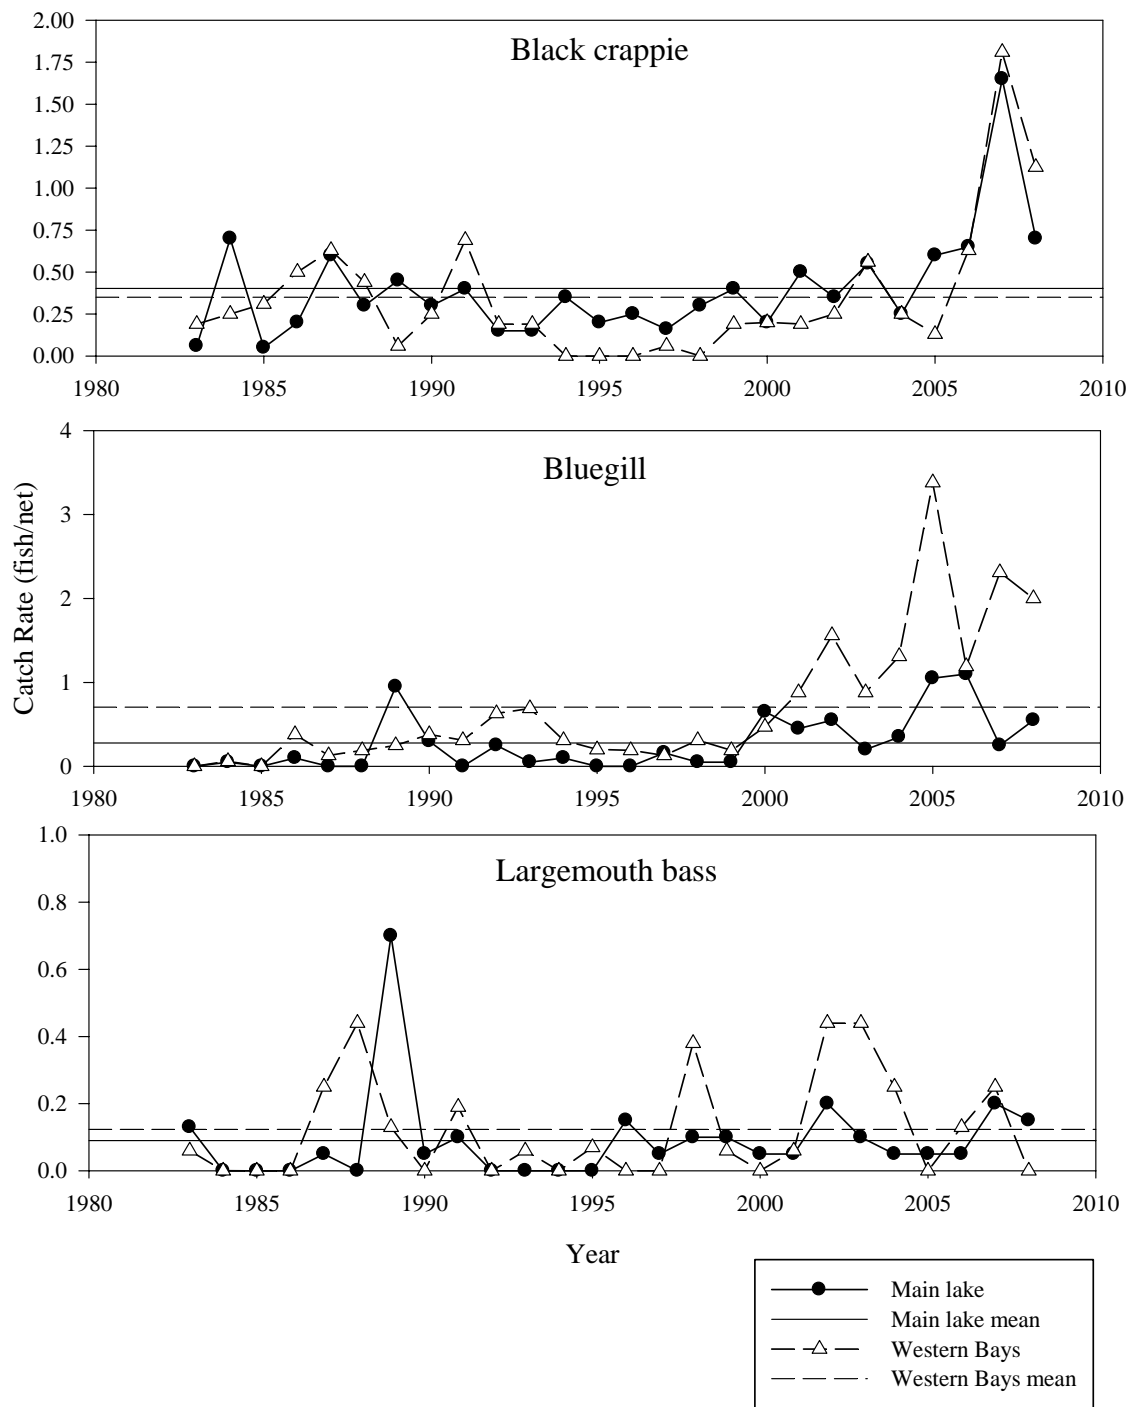 Black crappie
2.00
1.75
1.50
1.25
1.00
0.75
0.50
0.25
0.00
1980 1985 1990 1995 2000 2005 2010
Catch Rate (fish/net)
Bluegill
4
3
2
1
0
1980 1985 1990 1995 2000 2005 2010
Largemouth bass
1.0
0.8
0.6
0.4
0.2
0.0
1980 1985 1990 1995 2000 2005 2010
Year
Main lake
Main lake mean
Western Bays
Western Bays mean